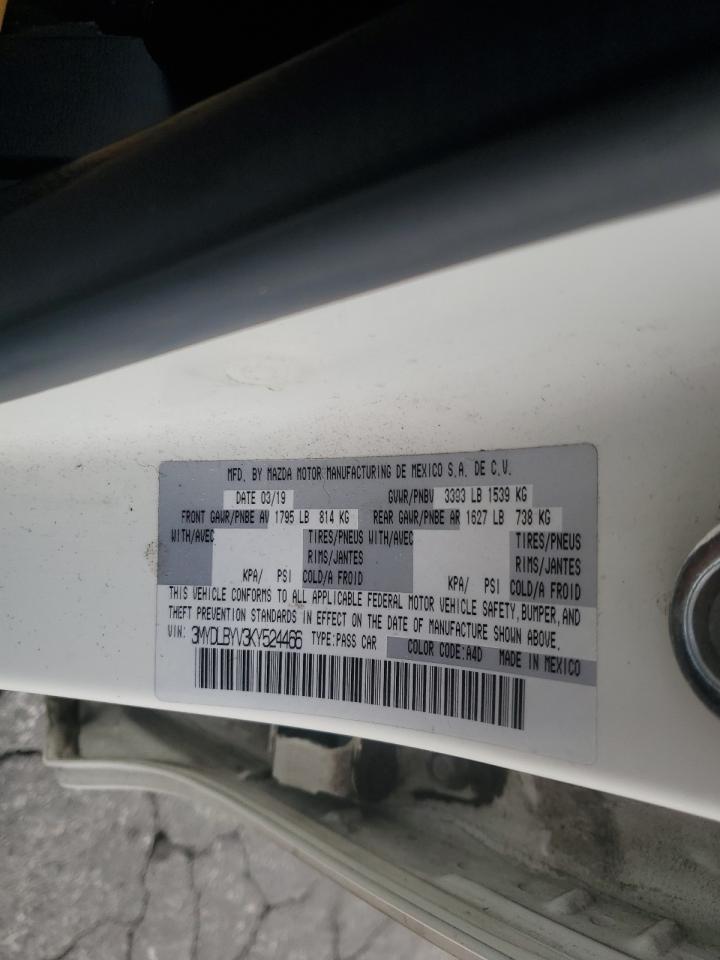 MFD. BY MAZDA MOTOR MANUFACTURING DE MEXICO S.A. DE C.V.
DATE 03/19 GVWR/PNBV 3393 LB 1539 KG
FRONT GAWR/PNBE AV 1795 LB 814 KG REAR GAWR/PNBE AR 1627 LB 738 KG
WITH/AVEC TIRES/PNEUS WITH/AVEC TIRES/PNEUS
RIMS/JANTES RIMS/JANTES
KPA/ PSI COLD/A FROID KPA/ PSI COLD/A FROID
THIS VEHICLE CONFORMS TO ALL APPLICABLE FEDERAL MOTOR VEHICLE SAFETY, BUMPER, AND
THEFT PREVENTION STANDARDS IN EFFECT ON THE DATE OF MANUFACTURE SHOWN ABOVE.
VIN: 3MYDLBYV3KY524466 TYPE:PASS CAR COLOR CODE:A4D MADE IN MEXICO